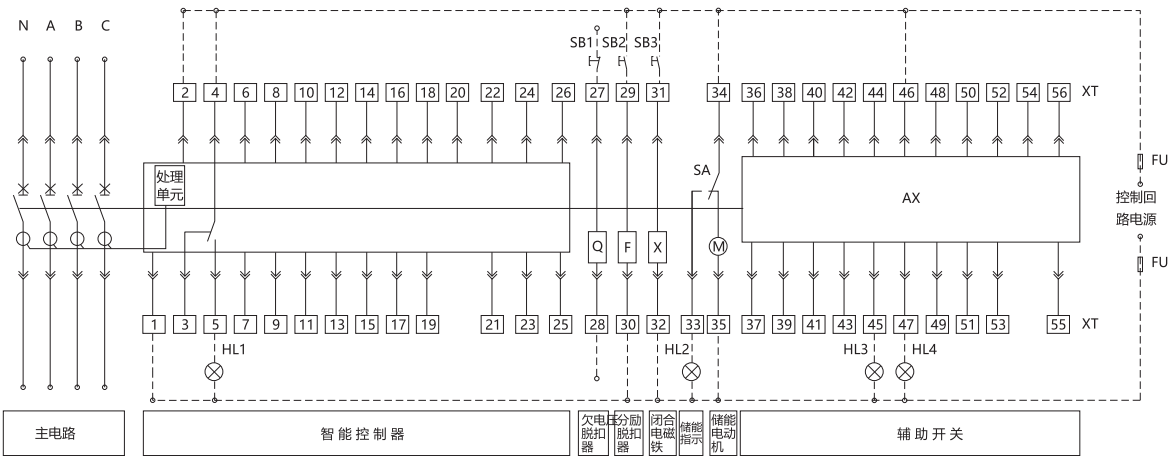 N A B C
SB1 SB2 SB3
2 4 6 8 10 12 14 16 18 20 22 24 26 27 29 31 34 36 38 40 42 44 46 48 50 52 54 56 XT
FU
处理
单元
SA
AX
控制回
路电源
Q F X M
FU
1 3 5 7 9 11 13 15 17 19 21 23 25 28 30 32 33 35 37 39 41 43 45 47 49 51 53 55 XT
HL1 HL2 HL3 HL4
主电路
智能控制器
欠电压
脱扣
器
分励
脱扣
器
闭合
电磁
铁
储能
指示
储能
电动
机
辅助开关